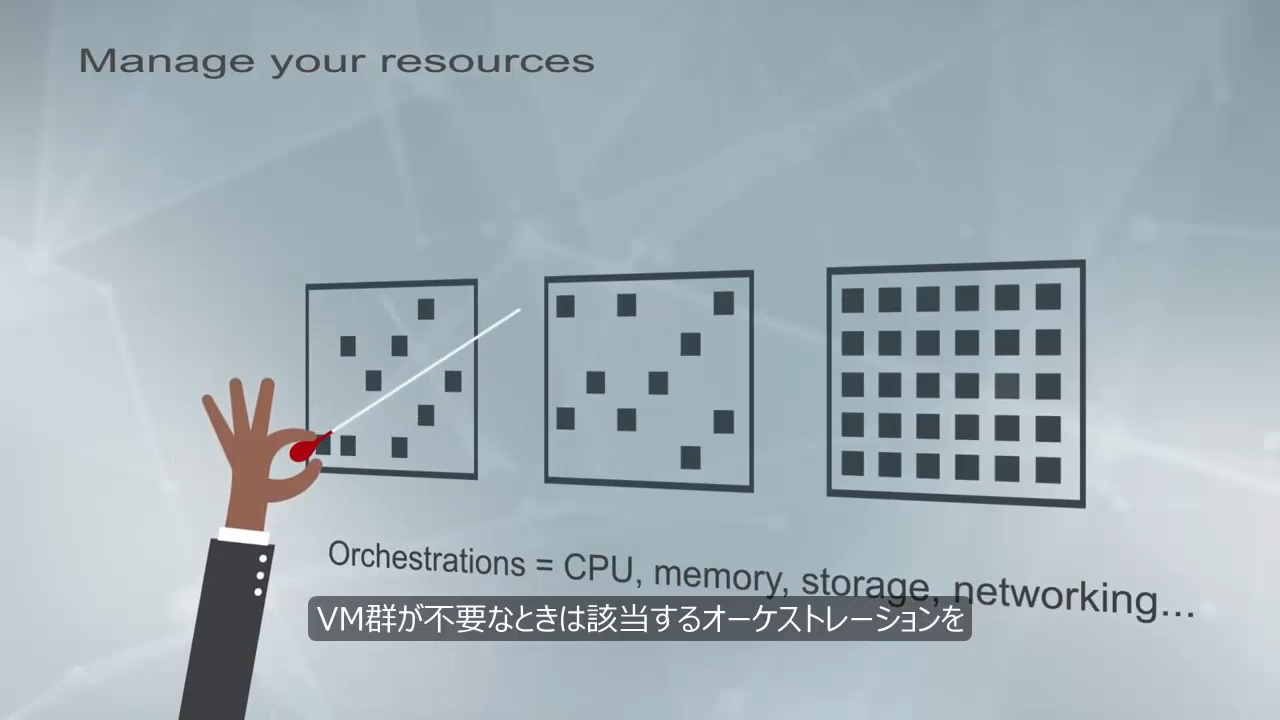 Manage your resources
Orchestrations = CPU, memory, storage, networking...
VM群が不要なときは該当するオーケストレーションを